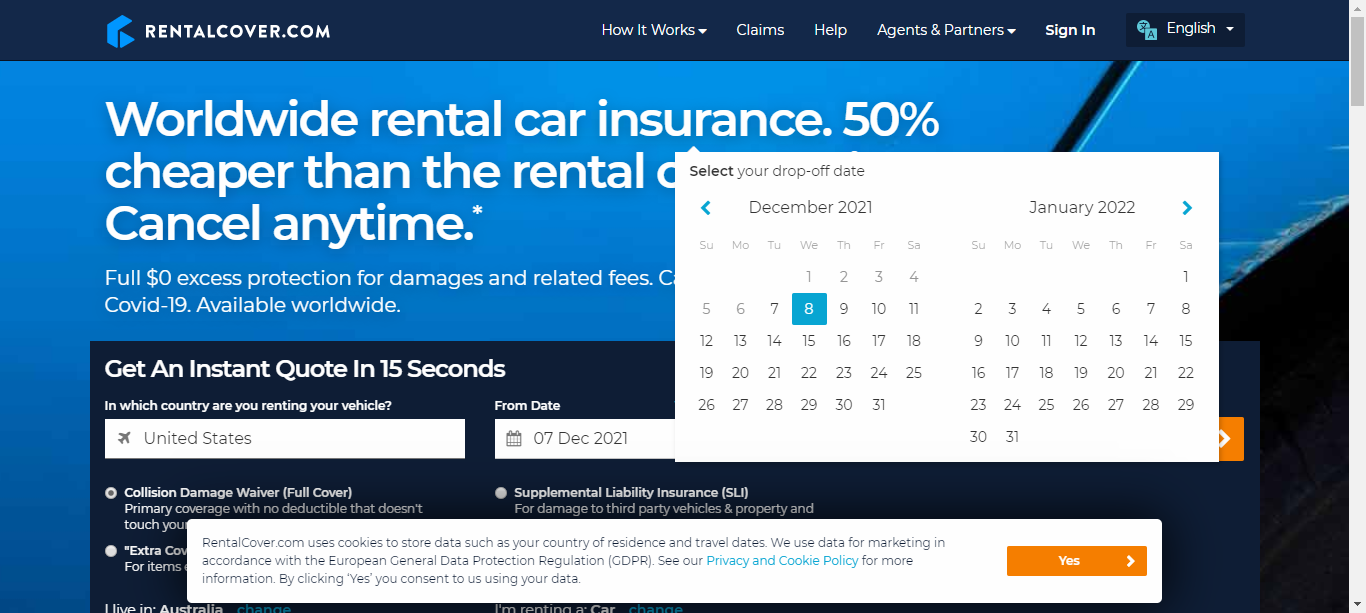 RENTALCOVER.COM
How It Works
Claims
Help
Agents & Partners
Sign In
English
Worldwide rental car insurance. 50%
cheaper than the rental
Cancel anytime.*
Full $0 excess protection for damages and related fees.
Covid-19. Available worldwide.
Select your drop-off date
December 2021
Su Mo Tu We Th Fr Sa
1 2 3 4
5 6 7 8 9 10 11
12 13 14 15 16 17 18
19 20 21 22 23 24 25
26 27 28 29 30 31
January 2022
Su Mo Tu We Th Fr Sa
1
2 3 4 5 6 7 8
9 10 11 12 13 14 15
16 17 18 19 20 21 22
23 24 25 26 27 28 29
30 31
Get An Instant Quote In 15 Seconds
In which country are you renting your vehicle?
United States
From Date
07 Dec 2021
Collision Damage Waiver (Full Cover)
Primary coverage with no deductible that doesn't
touch your
Supplemental Liability Insurance (SLI)
For damage to third party vehicles & property and
"Extra Cov
For items
RentalCover.com uses cookies to store data such as your country of residence and travel dates. We use data for marketing in
accordance with the European General Data Protection Regulation (GDPR). See our Privacy and Cookie Policy for more
information. By clicking ‘Yes’ you consent to us using your data.
Yes
I live in: Australia change
I'm renting a: Car change